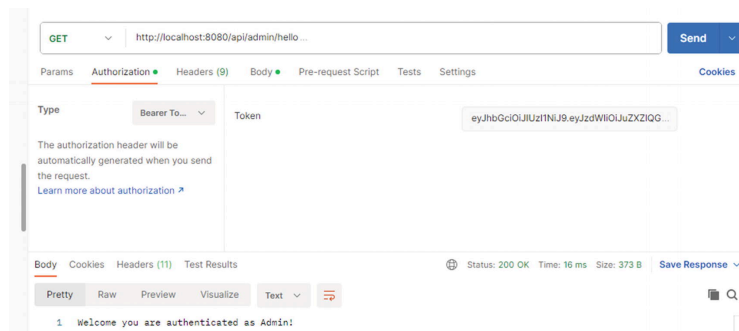 GET http://localhost:8080/api/admin/hello ... Send
Params Authorization Headers (9) Body Pre-request Script Tests Settings Cookies
Type Bearer To... Token eyJhbGciOiJIUzI1NiJ9.eyJzdWIiOiJuZXZIQG...
The authorization header will be
automatically generated when you send
the request.
Learn more about authorization ↗
Body Cookies Headers (11) Test Results Status: 200 OK Time: 16 ms Size: 373 B Save Response
Pretty Raw Preview Visualize Text
1 Welcome you are authenticated as Admin!